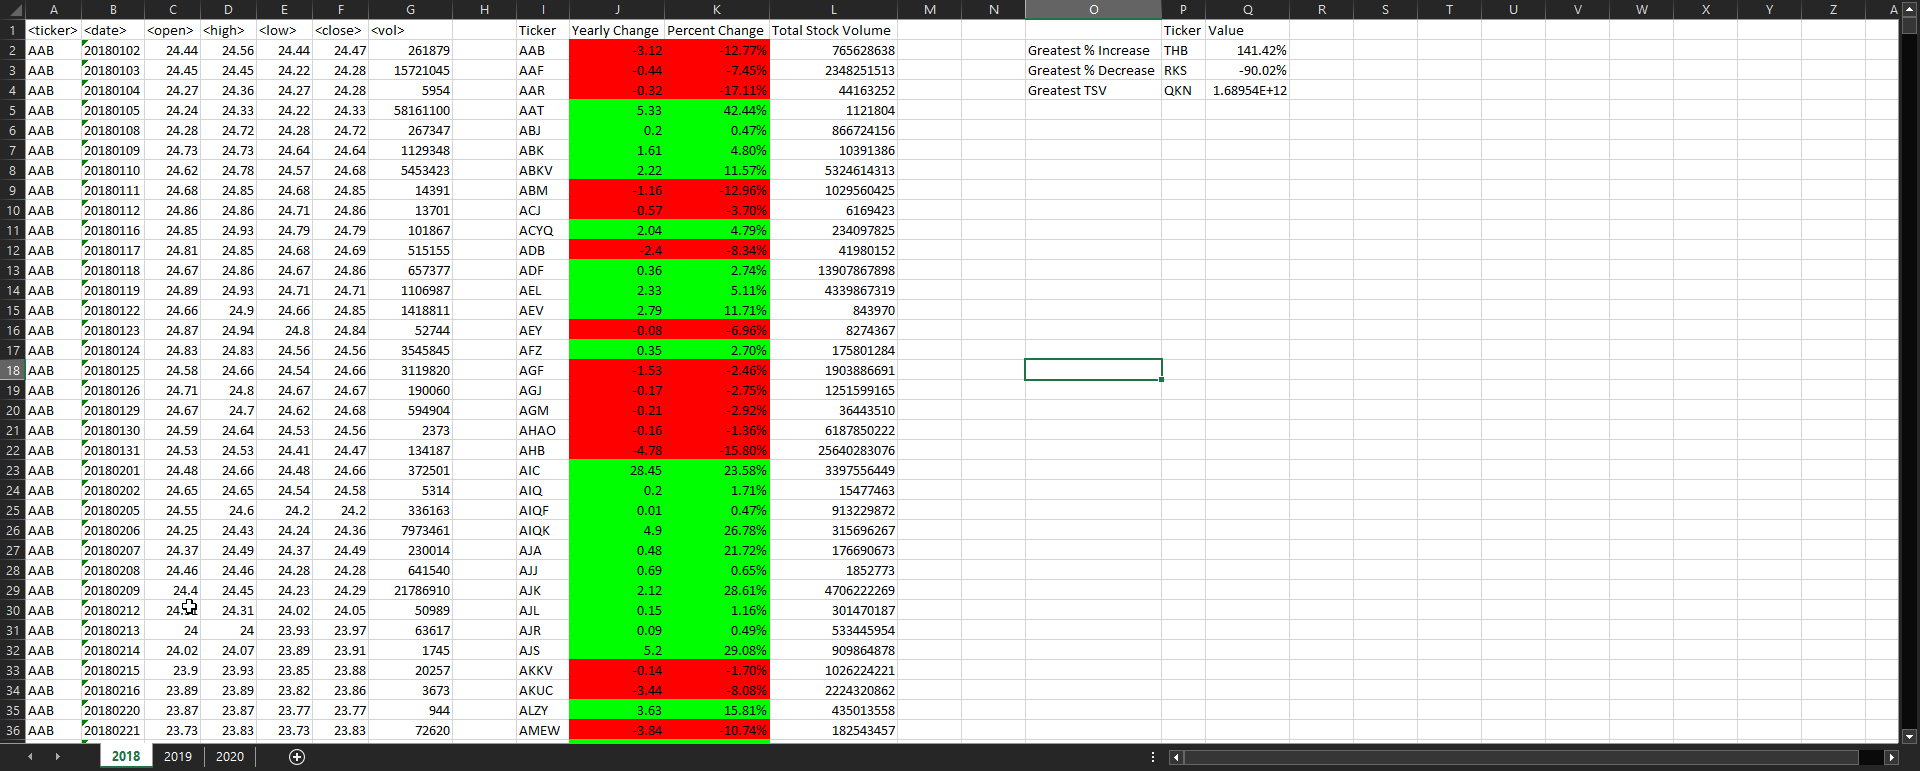 A B C D E F G H I J K L M N O P Q R S T U V W X Y Z A
1 <ticker> <date> <open> <high> <low> <close> <vol> Ticker Yearly Change Percent Change Total Stock Volume Ticker Value
2 AAB 20180102 24.44 24.56 24.44 24.47 261879 AAB -3.12 -12.77% 765628638 Greatest % Increase THB 141.42%
3 AAB 20180103 24.45 24.45 24.22 24.28 15721045 AAF -0.44 -7.45% 2348251513 Greatest % Decrease RKS -90.02%
4 AAB 20180104 24.27 24.36 24.27 24.28 5954 AAR -0.32 -17.11% 44163252 Greatest TSV QKN 1.68954E+12
5 AAB 20180105 24.24 24.33 24.22 24.33 58161100 AAT 5.33 42.44% 1121804
6 AAB 20180108 24.28 24.72 24.28 24.72 267347 ABJ 0.2 0.47% 866724156
7 AAB 20180109 24.73 24.73 24.64 24.64 1129348 ABK 1.61 4.80% 10391386
8 AAB 20180110 24.62 24.78 24.57 24.68 5453423 ABKV 2.22 11.57% 5324614313
9 AAB 20180111 24.68 24.85 24.68 24.85 14391 ABM -1.16 -12.96% 1029560425
10 AAB 20180112 24.86 24.86 24.71 24.86 13701 ACJ -0.57 -3.70% 6169423
11 AAB 20180116 24.85 24.93 24.79 24.79 101867 ACYQ 2.04 4.79% 234097825
12 AAB 20180117 24.81 24.85 24.68 24.69 515155 ADB -2.4 -8.34% 41980152
13 AAB 20180118 24.67 24.86 24.67 24.86 657377 ADF 0.36 2.74% 13907867898
14 AAB 20180119 24.89 24.93 24.71 24.71 1106987 AEL 2.33 5.11% 4339867319
15 AAB 20180122 24.66 24.9 24.66 24.85 1418811 AEV 2.79 11.71% 843970
16 AAB 20180123 24.87 24.94 24.8 24.84 52744 AEY -0.08 -6.96% 8274367
17 AAB 20180124 24.83 24.83 24.56 24.56 3545845 AFZ 0.35 2.70% 175801284
18 AAB 20180125 24.58 24.66 24.54 24.66 3119820 AGF -1.53 -2.46% 1903886691
19 AAB 20180126 24.71 24.8 24.67 24.67 190060 AGJ -0.17 -2.75% 1251599165
20 AAB 20180129 24.67 24.7 24.62 24.68 594904 AGM -0.21 -2.92% 36443510
21 AAB 20180130 24.59 24.64 24.53 24.56 2373 AHAO -0.16 -1.36% 6187850222
22 AAB 20180131 24.53 24.53 24.41 24.47 134187 AHB -4.78 -15.80% 25640283076
23 AAB 20180201 24.48 24.66 24.48 24.66 372501 AIC 28.45 23.58% 3397556449
24 AAB 20180202 24.65 24.65 24.54 24.58 5314 AIQ 0.2 1.71% 15477463
25 AAB 20180205 24.55 24.6 24.2 24.2 336163 AIQF 0.01 0.47% 913229872
26 AAB 20180206 24.25 24.43 24.24 24.36 7973461 AIQK 4.9 26.78% 315696267
27 AAB 20180207 24.37 24.49 24.37 24.49 230014 AJA 0.48 21.72% 176690673
28 AAB 20180208 24.46 24.46 24.28 24.28 641540 AJJ 0.69 0.65% 1852773
29 AAB 20180209 24.4 24.45 24.23 24.29 21786910 AJK 2.12 28.61% 4706222269
30 AAB 20180212 24.31 24.02 24.05 50989 AJL 0.15 1.16% 301470187
31 AAB 20180213 24 24 23.93 23.97 63617 AJR 0.09 0.49% 533445954
32 AAB 20180214 24.02 24.07 23.89 23.91 1745 AJS 5.2 29.08% 909864878
33 AAB 20180215 23.9 23.93 23.85 23.88 20257 AKKV -0.14 -1.70% 1026224221
34 AAB 20180216 23.89 23.89 23.82 23.86 3673 AKUC -3.44 -8.08% 2224320862
35 AAB 20180220 23.87 23.87 23.77 23.77 944 ALZY 3.63 15.81% 435013558
36 AAB 20180221 23.73 23.83 23.73 23.83 72620 AMEW -3.84 -10.74% 182543457
2018 2019 2020